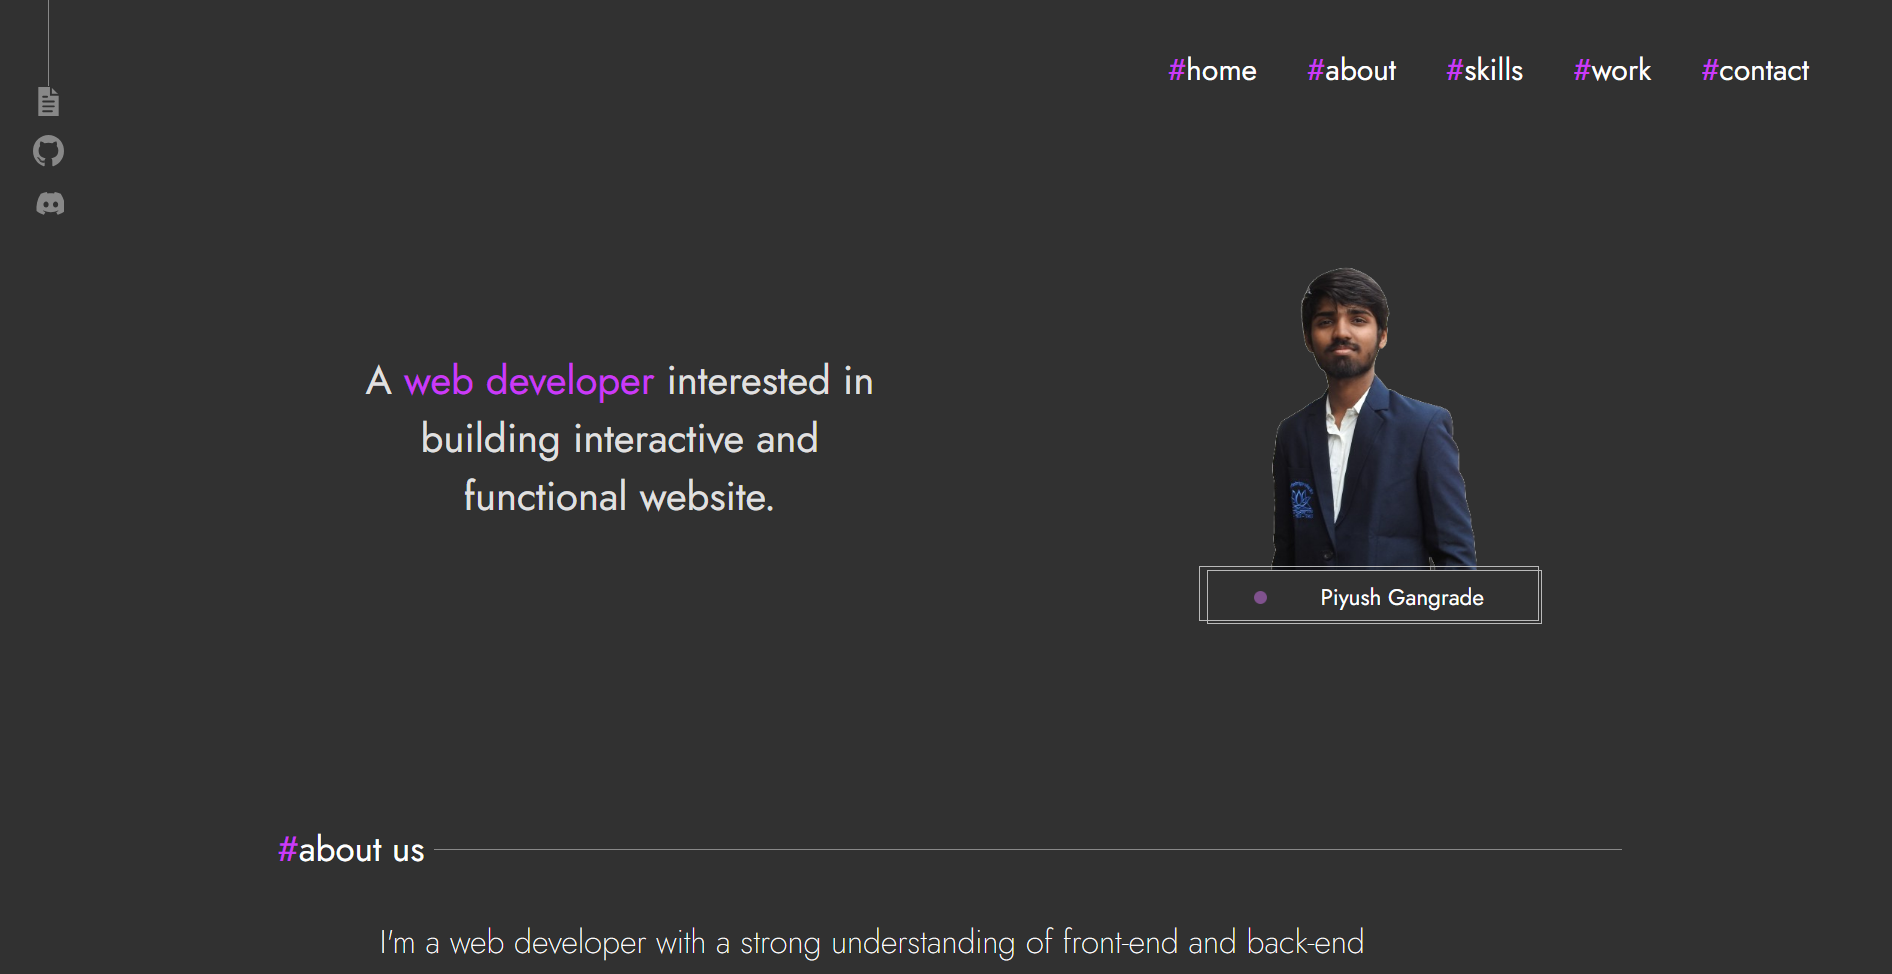 #home #about #skills #work #contact
A web developer interested in
building interactive and
functional website.
Piyush Gangrade
#about us
I'm a web developer with a strong understanding of front-end and back-end